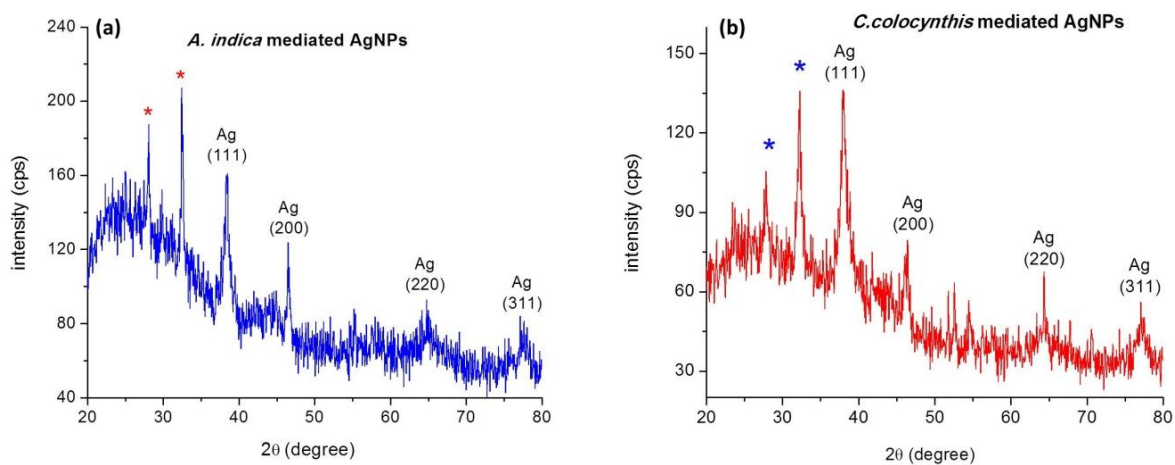 (a)
A. indica mediated AgNPs
240
200
160
120
80
40
intensity (cps)
*
*
Ag
(111)
Ag
(200)
Ag
(220)
Ag
(311)
20 30 40 50 60 70 80
2θ (degree)
(b)
C.colocynthis mediated AgNPs
150
120
90
60
30
intensity (cps)
*
*
Ag
(111)
Ag
(200)
Ag
(220)
Ag
(311)
20 30 40 50 60 70 80
2θ (degree)